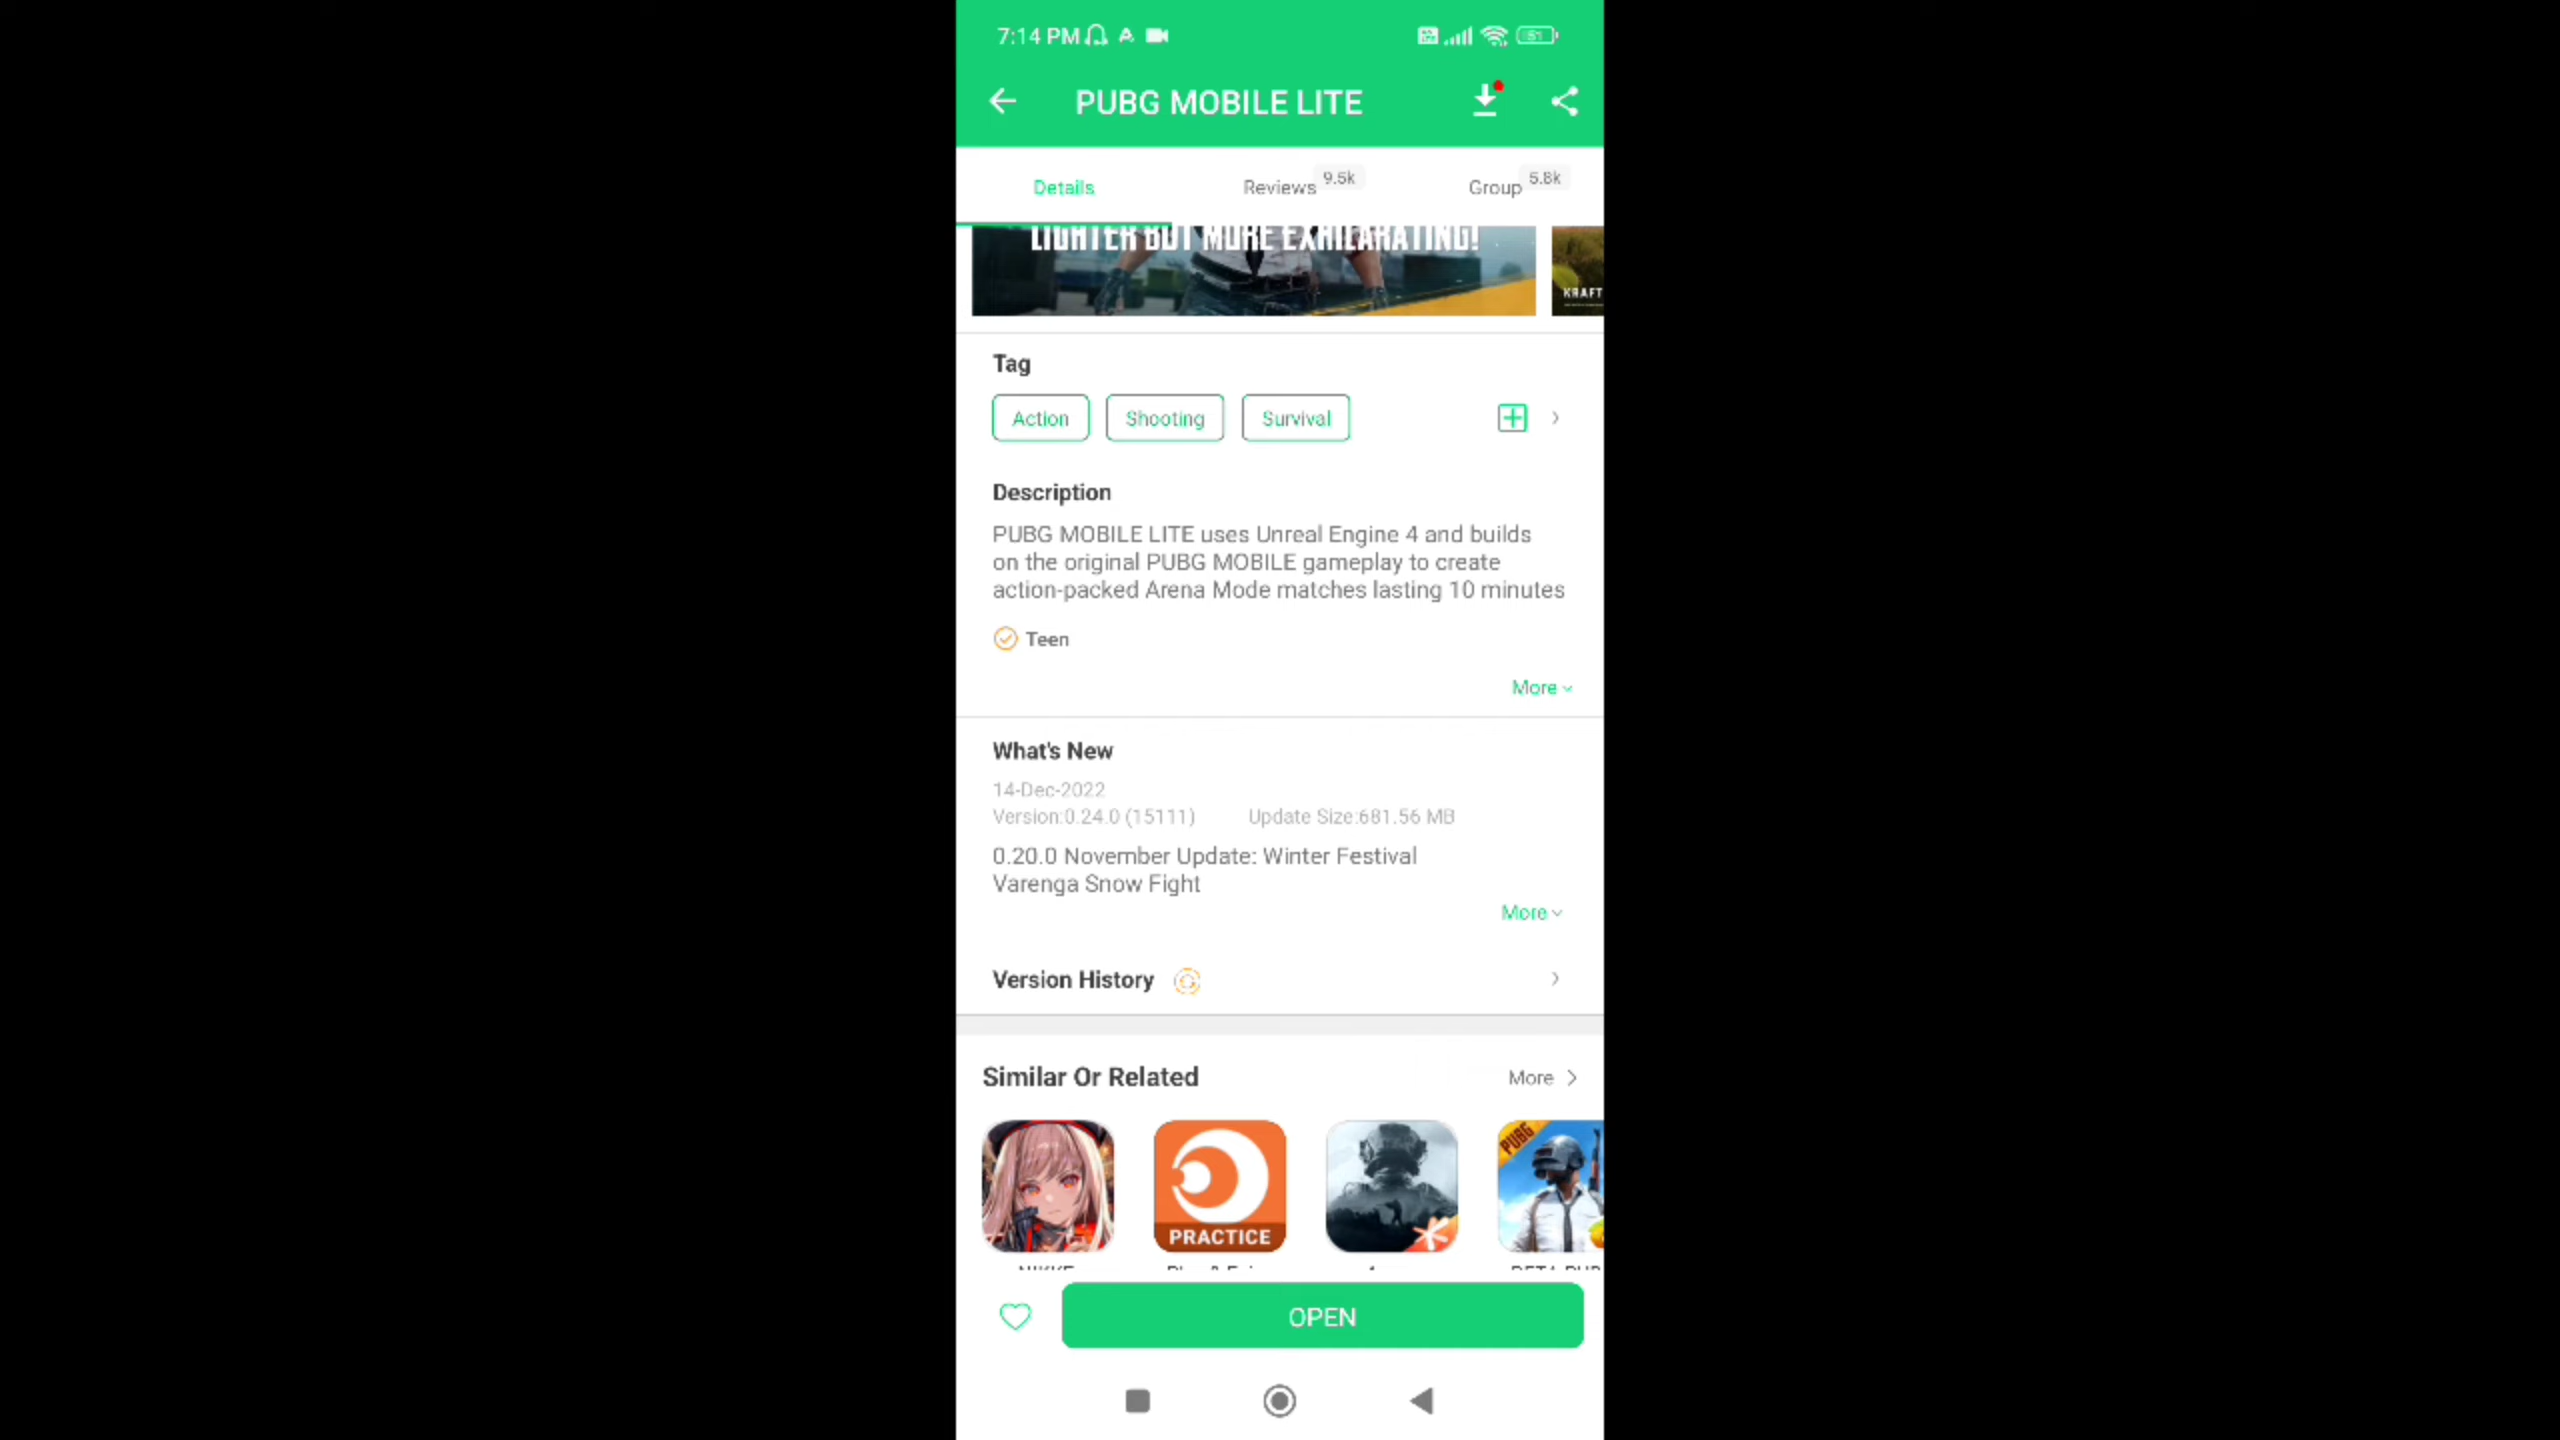 7:14 PM
51
PUBG MOBILE LITE
Details
Reviews 9.5k
Group 5.8k
LIGHTER BUT MORE EXHILARATING!
KRAFT
Tag
Action
Shooting
Survival
Description
PUBG MOBILE LITE uses Unreal Engine 4 and builds
on the original PUBG MOBILE gameplay to create
action-packed Arena Mode matches lasting 10 minutes
Teen
More
What's New
14-Dec-2022
Version:0.24.0 (15111) Update Size:681.56 MB
0.20.0 November Update: Winter Festival
Varenga Snow Fight
More
Version History
Similar Or Related
More
PRACTICE
PUBG
NIKKE
OPEN